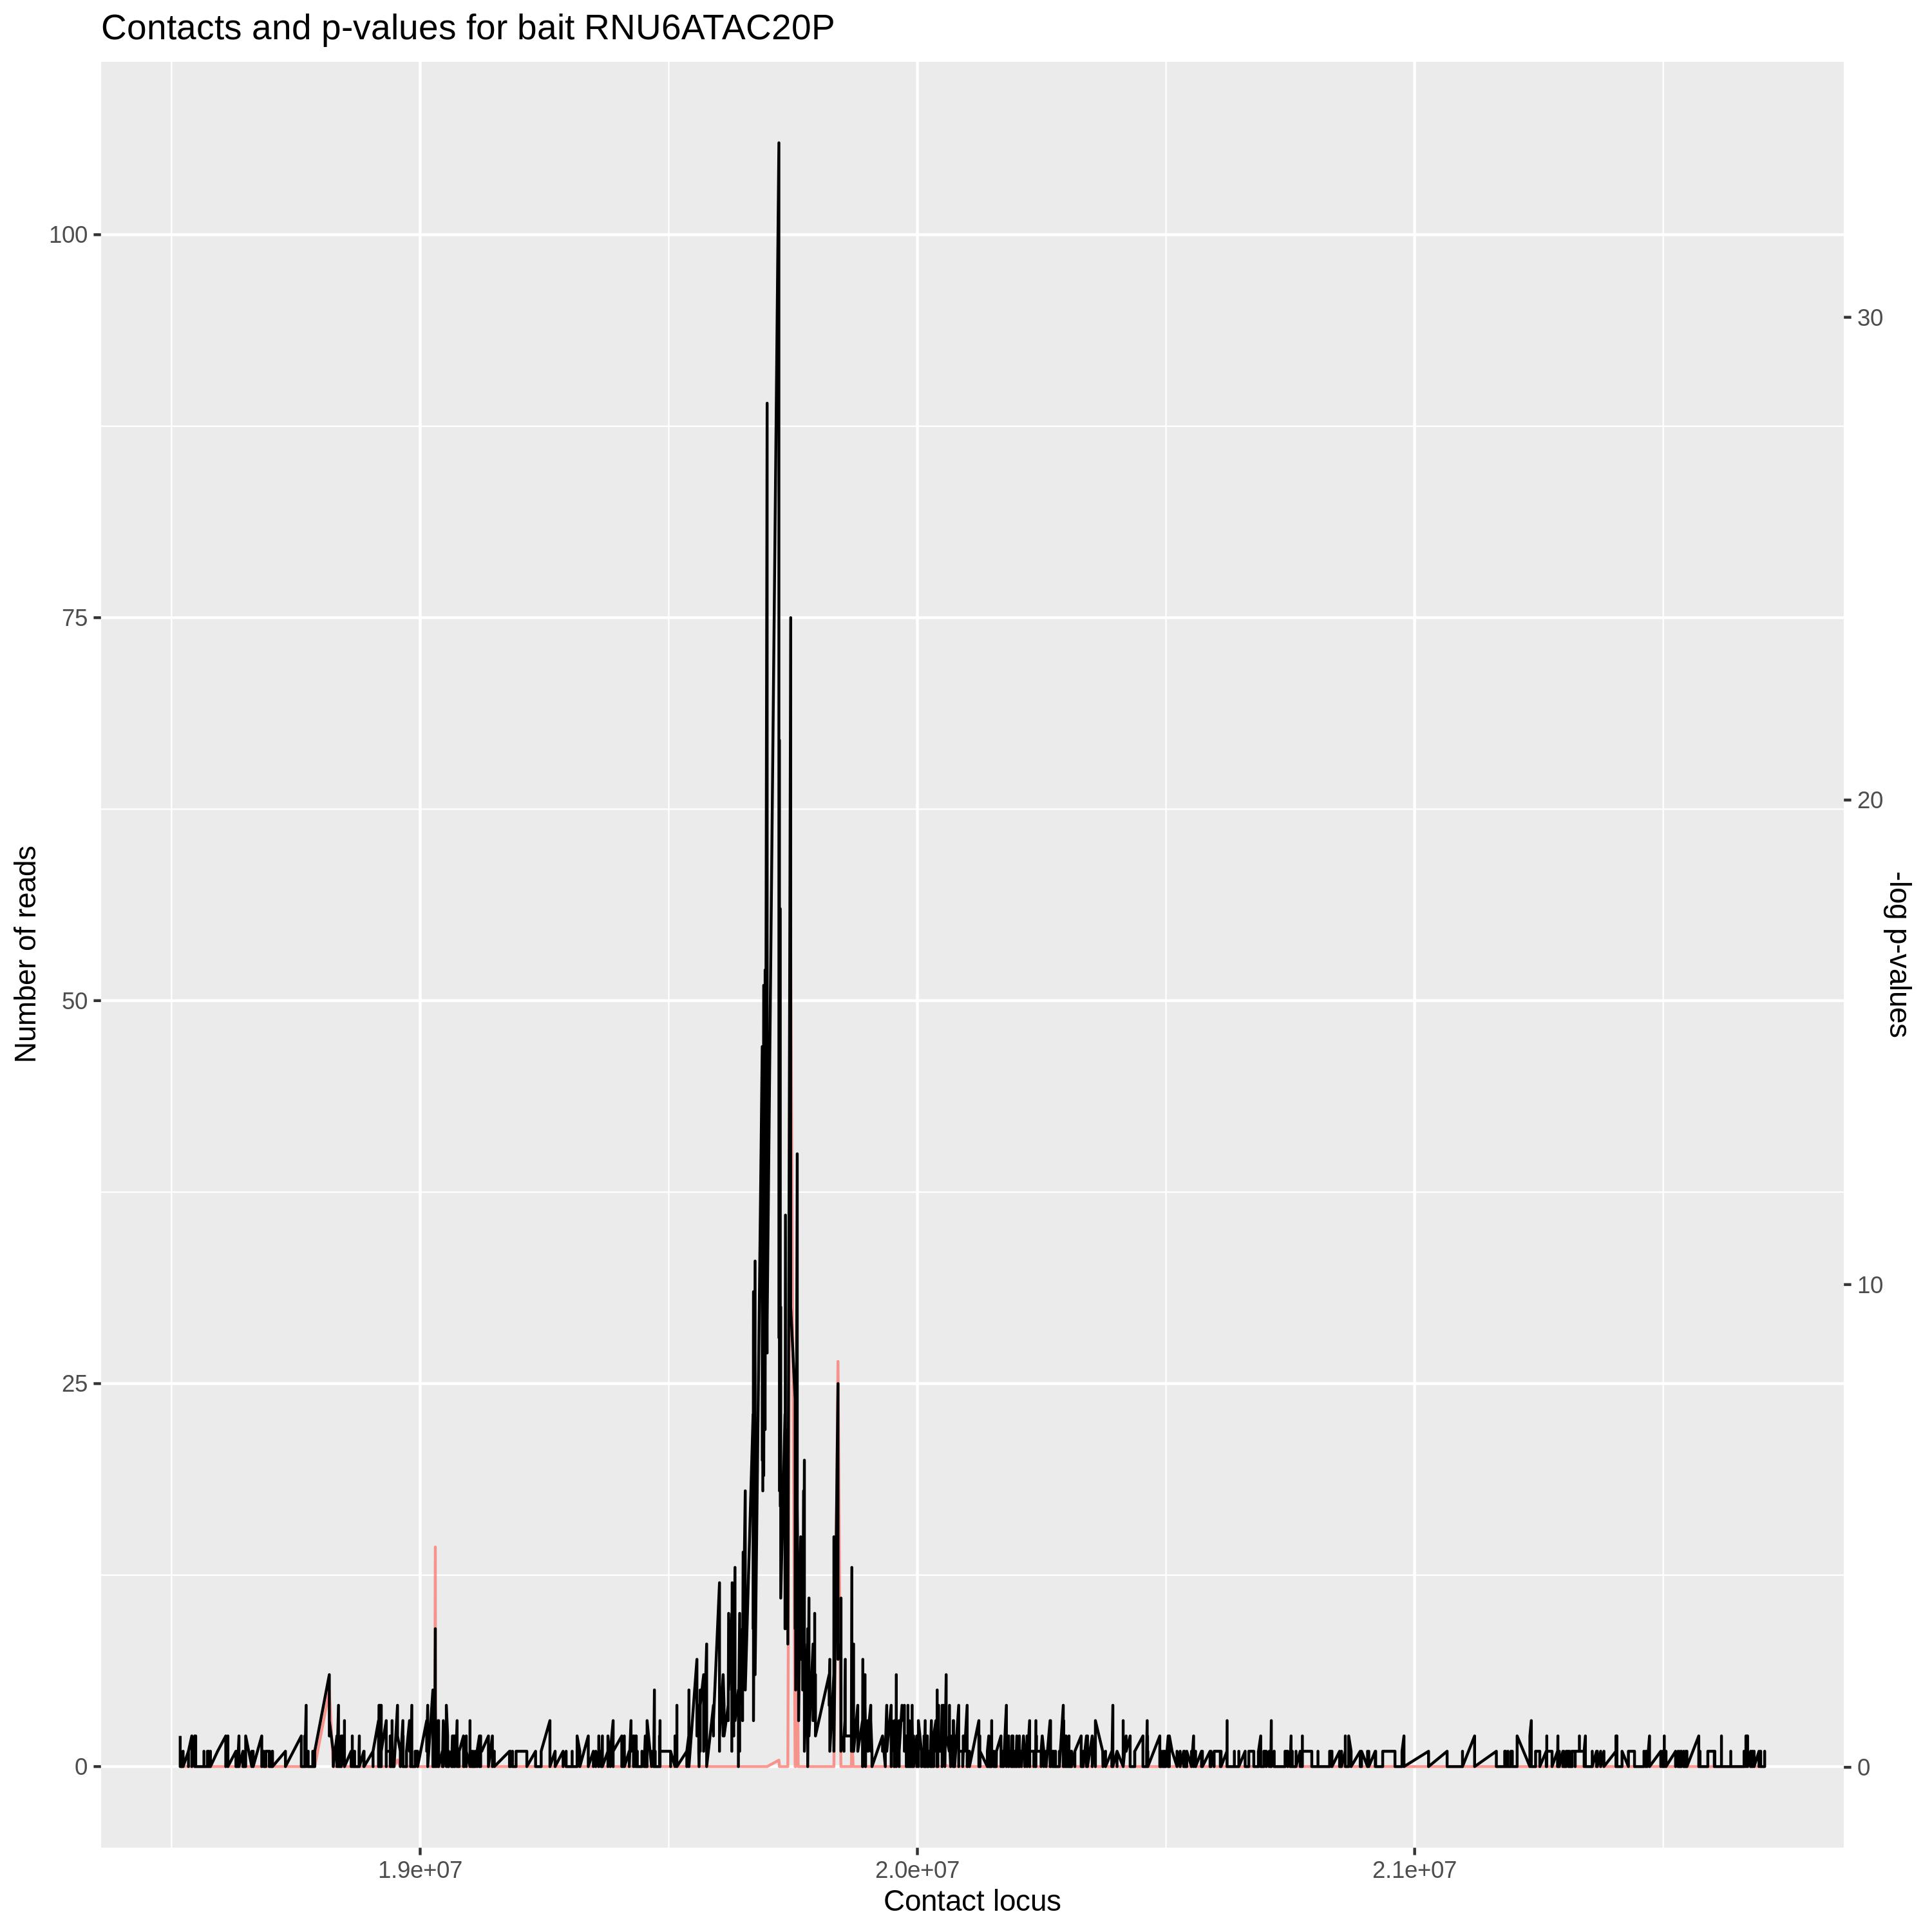 Contacts and p-values for bait RNU6ATAC20P
100
75
50
25
0
Number of reads
30
20
10
0
-log p-values
1.9e+07 2.0e+07 2.1e+07
Contact locus